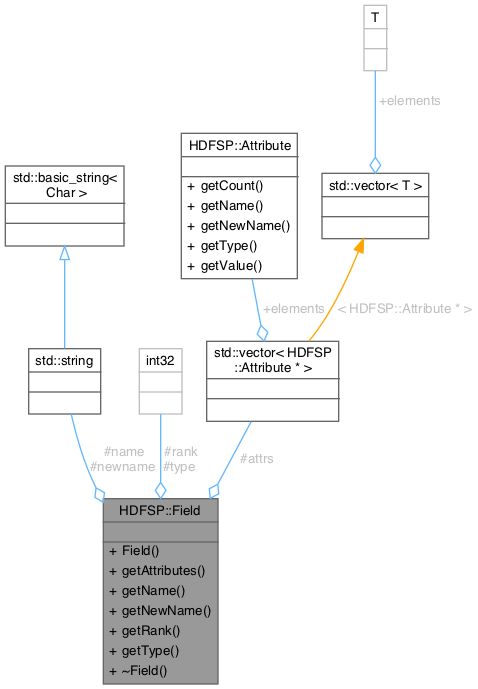 T
+elements
HDFSP::Attribute
+ getCount()
+ getName()
+ getNewName()
+ getType()
+ getValue()
std::basic_string<
Char >
std::vector< T >
+elements
< HDFSP::Attribute * >
std::string
int32
std::vector< HDFSP
::Attribute * >
#name
#newname
#rank
#type
#attrs
HDFSP::Field
+ Field()
+ getAttributes()
+ getName()
+ getNewName()
+ getRank()
+ getType()
+ ~Field()